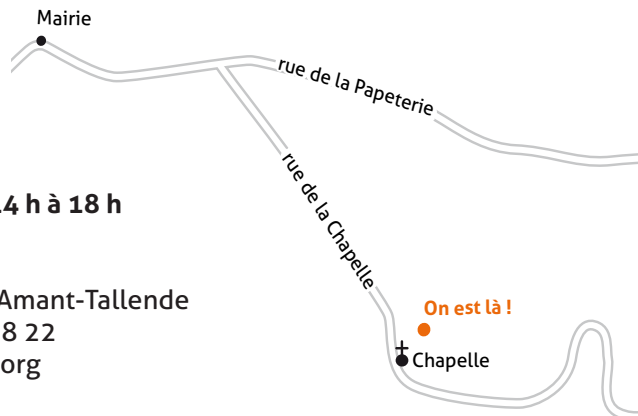 Mairie
rue de la Papeterie
rue de la Chapelle
4 h à 18 h
Amant-Tallende
8 22
org
On est là !
Chapelle